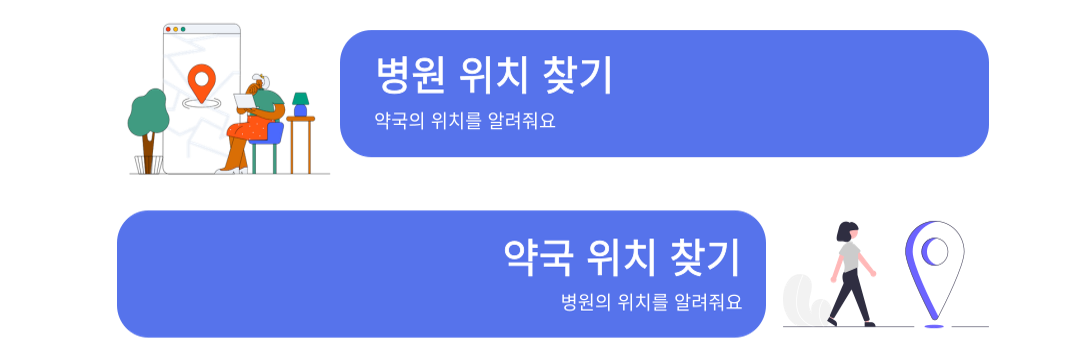 병원 위치 찾기
약국의 위치를 알려줘요
약국 위치 찾기
병원의 위치를 알려줘요